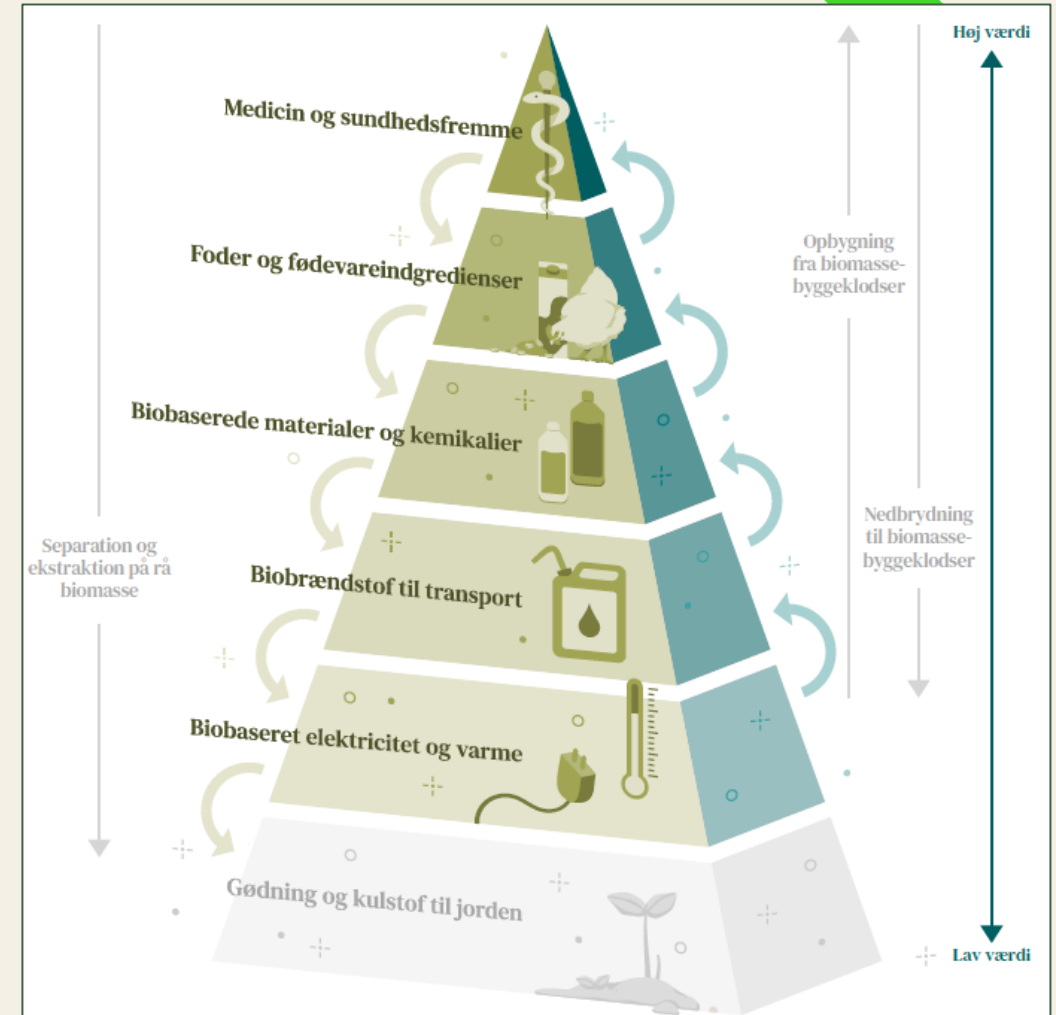 Høj værdi
Medicin og sundhedsfremme
Foder og fødevareingredienser
Opbygning
fra biomasse-
byggeklodser
Biobaserede materialer og kemikalier
Separation og
ekstraktion på rå
biomasse
Nedbrydning
til biomasse-
byggeklodser
Biobrændstof til transport
Biobaseret elektricitet og varme
Gødning og kulstof til jorden
Lav værdi